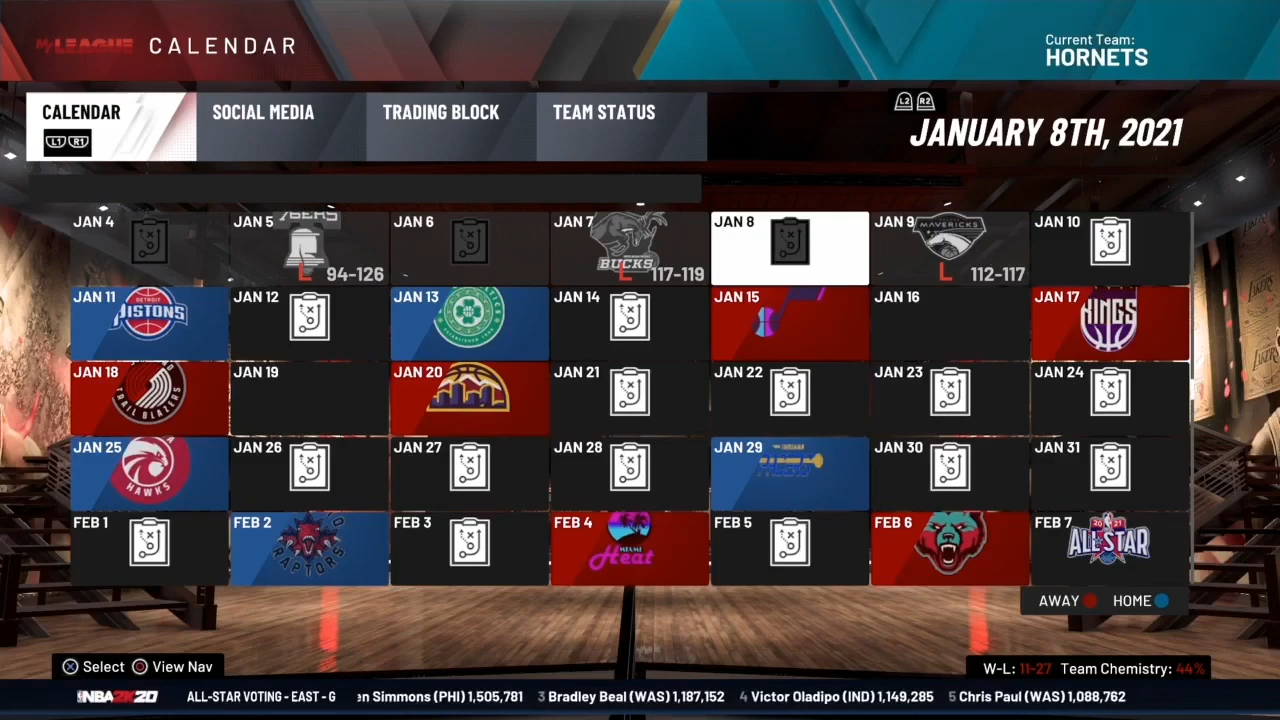 MyLEAGUE CALENDAR
Current Team:
HORNETS
CALENDAR
L1 R1
SOCIAL MEDIA
TRADING BLOCK
TEAM STATUS
L2 R2
JANUARY 8TH, 2021
JAN 4
JAN 5
76ERS
L 94-126
JAN 6
JAN 7
BUCKS
L 117-119
JAN 8
JAN 9
MAVERICKS
L 112-117
JAN 10
JAN 11
DETROIT
PISTONS
JAN 12
JAN 13
JAN 14
JAN 15
JAN 16
JAN 17
KINGS
JAN 18
TRAIL BLAZERS
JAN 19
JAN 20
JAN 21
JAN 22
JAN 23
JAN 24
JAN 25
HAWKS
JAN 26
JAN 27
JAN 28
JAN 29
JAN 30
JAN 31
FEB 1
FEB 2
RAPTORS
FEB 3
FEB 4
MIAMI
Heat
FEB 5
FEB 6
FEB 7
2021
ALL-STAR
AWAY HOME
Select View Nav
W-L: 11-27 Team Chemistry: 44%
NBA2K20 ALL-STAR VOTING - EAST - G en Simmons (PHI) 1,505,781 3 Bradley Beal (WAS) 1,187,152 4 Victor Oladipo (IND) 1,149,285 5 Chris Paul (WAS) 1,088,762